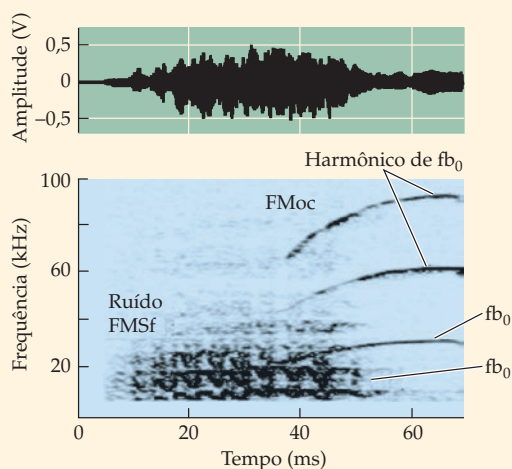 Amplitude (V)
0,5
0
–0,5
Harmônico de fb0
Frequência (kHz)
100
60
20
FMoc
Ruído
FMSf
fb0
fb0
0
20
40
60
Tempo (ms)